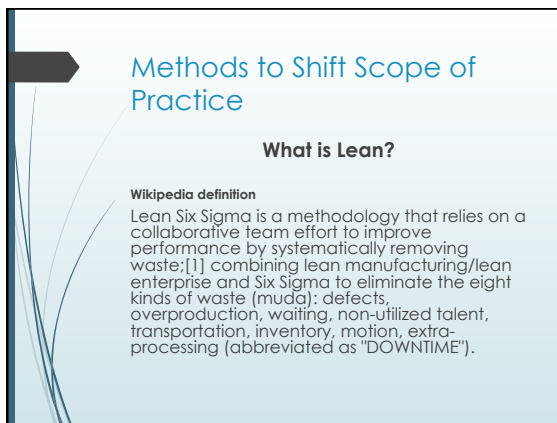 Methods to Shift Scope of
Practice
What is Lean?
Wikipedia definition
Lean Six Sigma is a methodology that relies on a
collaborative team effort to improve
performance by systematically removing
waste;[1] combining lean manufacturing/lean
enterprise and Six Sigma to eliminate the eight
kinds of waste (muda): defects,
overproduction, waiting, non-utilized talent,
transportation, inventory, motion, extra-
processing (abbreviated as "DOWNTIME").